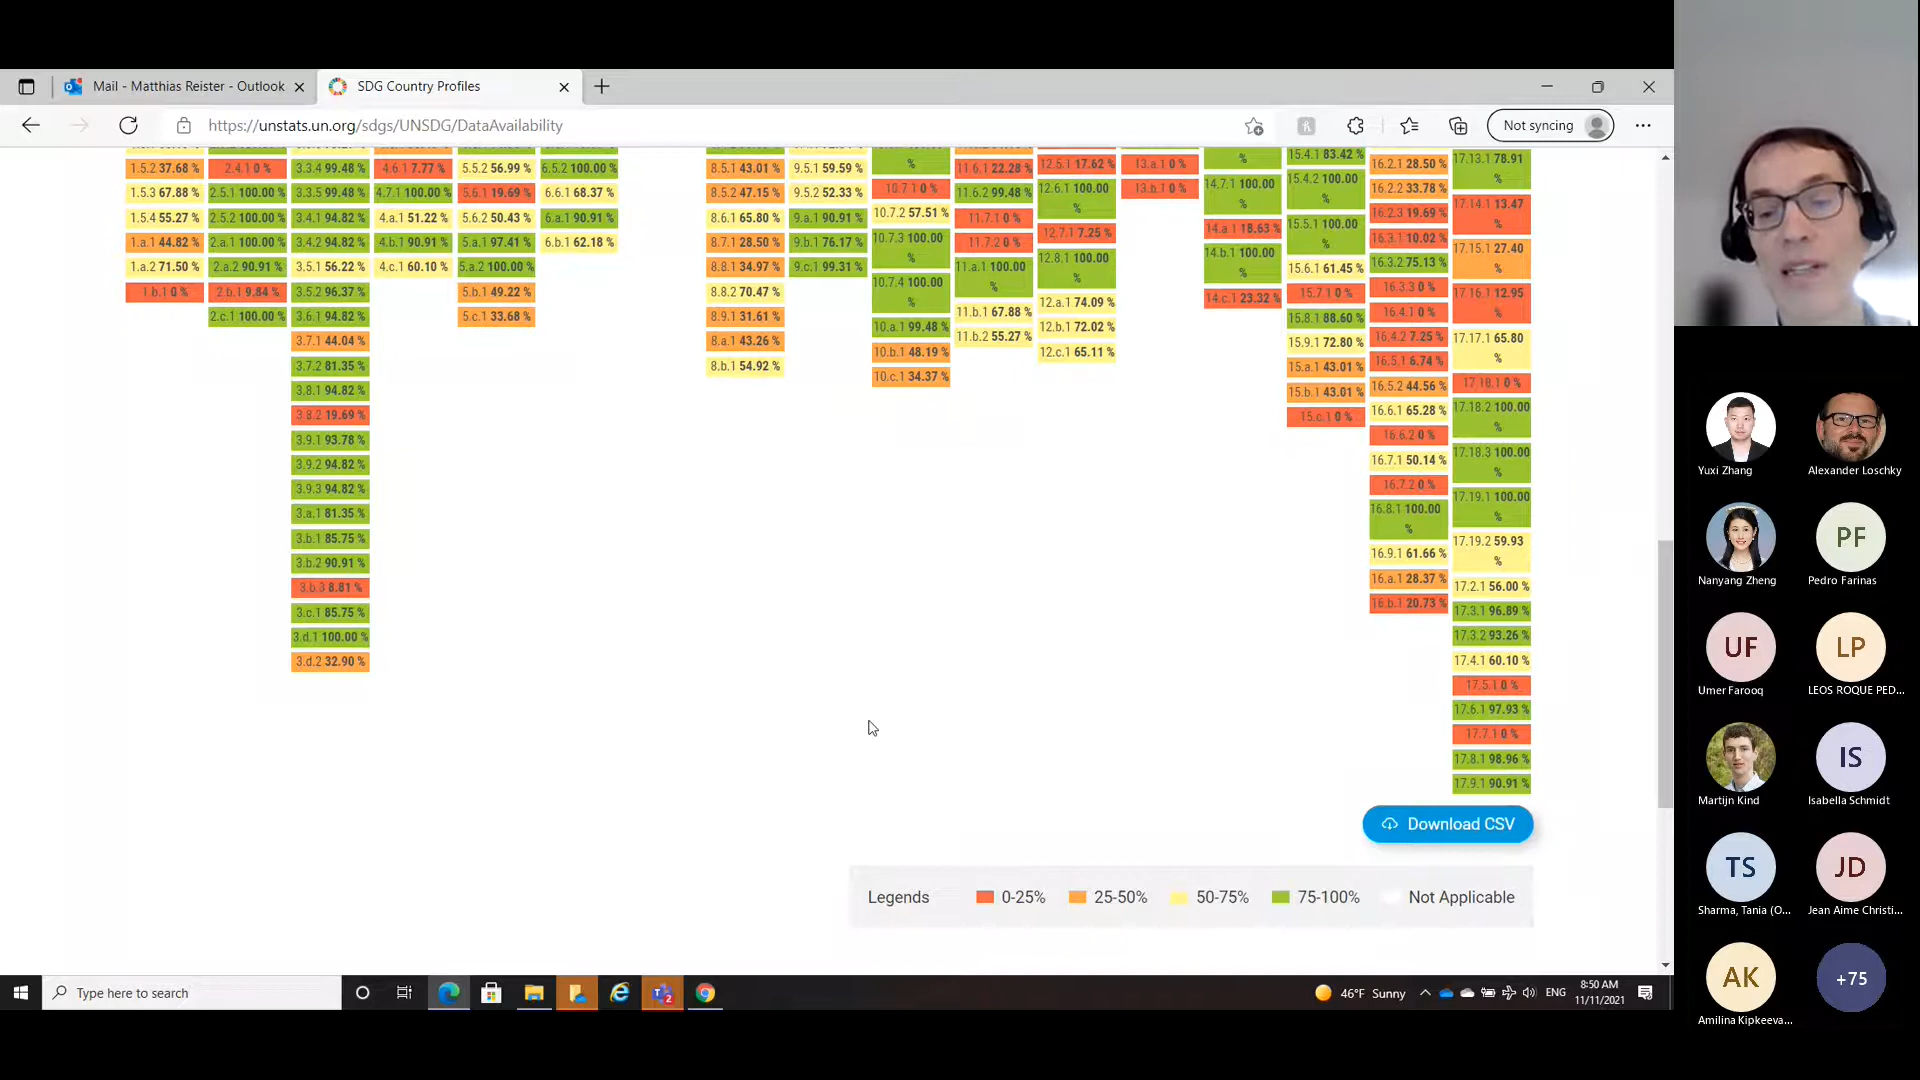 Mail - Matthias Reister - Outlook
SDG Country Profiles
https://unstats.un.org/sdgs/UNSDG/DataAvailability
Not syncing
1.5.2 37.68 %
1.5.3 67.88 %
1.5.4 55.27 %
1.a.1 44.82 %
1.a.2 71.50 %
1.b.1 0 %
2.4.1 0 %
2.5.1 100.00 %
2.5.2 100.00 %
2.a.1 100.00 %
2.a.2 90.91 %
2.b.1 9.84 %
2.c.1 100.00 %
3.3.4 99.48 %
3.3.5 99.48 %
3.4.1 94.82 %
3.4.2 94.82 %
3.5.1 56.22 %
3.5.2 96.37 %
3.6.1 94.82 %
3.7.1 44.04 %
3.7.2 81.35 %
3.8.1 94.82 %
3.8.2 19.69 %
3.9.1 93.78 %
3.9.2 94.82 %
3.9.3 94.82 %
3.a.1 81.35 %
3.b.1 85.75 %
3.b.2 90.91 %
3.b.3 8.81 %
3.c.1 85.75 %
3.d.1 100.00 %
3.d.2 32.90 %
4.6.1 7.77 %
4.7.1 100.00 %
4.a.1 51.22 %
4.b.1 90.91 %
4.c.1 60.10 %
5.5.2 56.99 %
5.6.1 19.69 %
5.6.2 50.43 %
5.a.1 97.41 %
5.a.2 100.00 %
5.b.1 49.22 %
5.c.1 33.68 %
6.5.2 100.00 %
6.6.1 68.37 %
6.a.1 90.91 %
6.b.1 62.18 %
8.5.1 43.01 %
8.5.2 47.15 %
8.6.1 65.80 %
8.7.1 28.50 %
8.8.1 34.97 %
8.8.2 70.47 %
8.9.1 31.61 %
8.a.1 43.26 %
8.b.1 54.92 %
9.5.1 59.59 %
9.5.2 52.33 %
9.a.1 90.91 %
9.b.1 76.17 %
9.c.1 99.31 %
%
10.7.1 0 %
10.7.2 57.51 %
10.7.3 100.00
%
10.7.4 100.00
%
10.a.1 99.48 %
10.b.1 48.19 %
10.c.1 34.37 %
11.6.1 22.28 %
11.6.2 99.48 %
11.7.1 0 %
11.7.2 0 %
11.a.1 100.00
%
11.b.1 67.88 %
11.b.2 55.27 %
12.5.1 17.62 %
12.6.1 100.00
%
12.7.1 7.25 %
12.8.1 100.00
%
12.a.1 74.09 %
12.b.1 72.02 %
12.c.1 65.11 %
13.a.1 0 %
13.b.1 0 %
%
14.7.1 100.00
%
14.a.1 18.63 %
14.b.1 100.00
%
14.c.1 23.32 %
15.4.1 83.42 %
15.4.2 100.00
%
15.5.1 100.00
%
15.6.1 61.45 %
15.7.1 0 %
15.8.1 88.60 %
15.9.1 72.80 %
15.a.1 43.01 %
15.b.1 43.01 %
15.c.1 0 %
16.2.1 28.50 %
16.2.2 33.78 %
16.2.3 19.69 %
16.3.1 10.02 %
16.3.2 75.13 %
16.3.3 0 %
16.4.1 0 %
16.4.2 7.25 %
16.5.1 6.74 %
16.5.2 44.56 %
16.6.1 65.28 %
16.6.2 0 %
16.7.1 50.14 %
16.7.2 0 %
16.8.1 100.00
%
16.9.1 61.66 %
16.a.1 28.37 %
16.b.1 20.73 %
17.13.1 78.91
%
17.14.1 13.47
%
17.15.1 27.40
%
17.16.1 12.95
%
17.17.1 65.80
%
17.18.1 0 %
17.18.2 100.00
%
17.18.3 100.00
%
17.19.1 100.00
%
17.19.2 59.93
%
17.2.1 56.00 %
17.3.1 96.89 %
17.3.2 93.26 %
17.4.1 60.10 %
17.5.1 0 %
17.6.1 97.93 %
17.7.1 0 %
17.8.1 98.96 %
17.9.1 90.91 %
Download CSV
Legends 0-25% 25-50% 50-75% 75-100% Not Applicable
Type here to search
46°F Sunny
ENG
8:50 AM
11/11/2021
Yuxi Zhang
Alexander Loschky
Nanyang Zheng
PF
Pedro Farinas
UF
Umer Farooq
LP
LEOS ROQUE PED...
Martijn Kind
IS
Isabella Schmidt
TS
Sharma, Tania (O...
JD
Jean Aime Christi...
AK
Amilina Kipkeeva...
+75